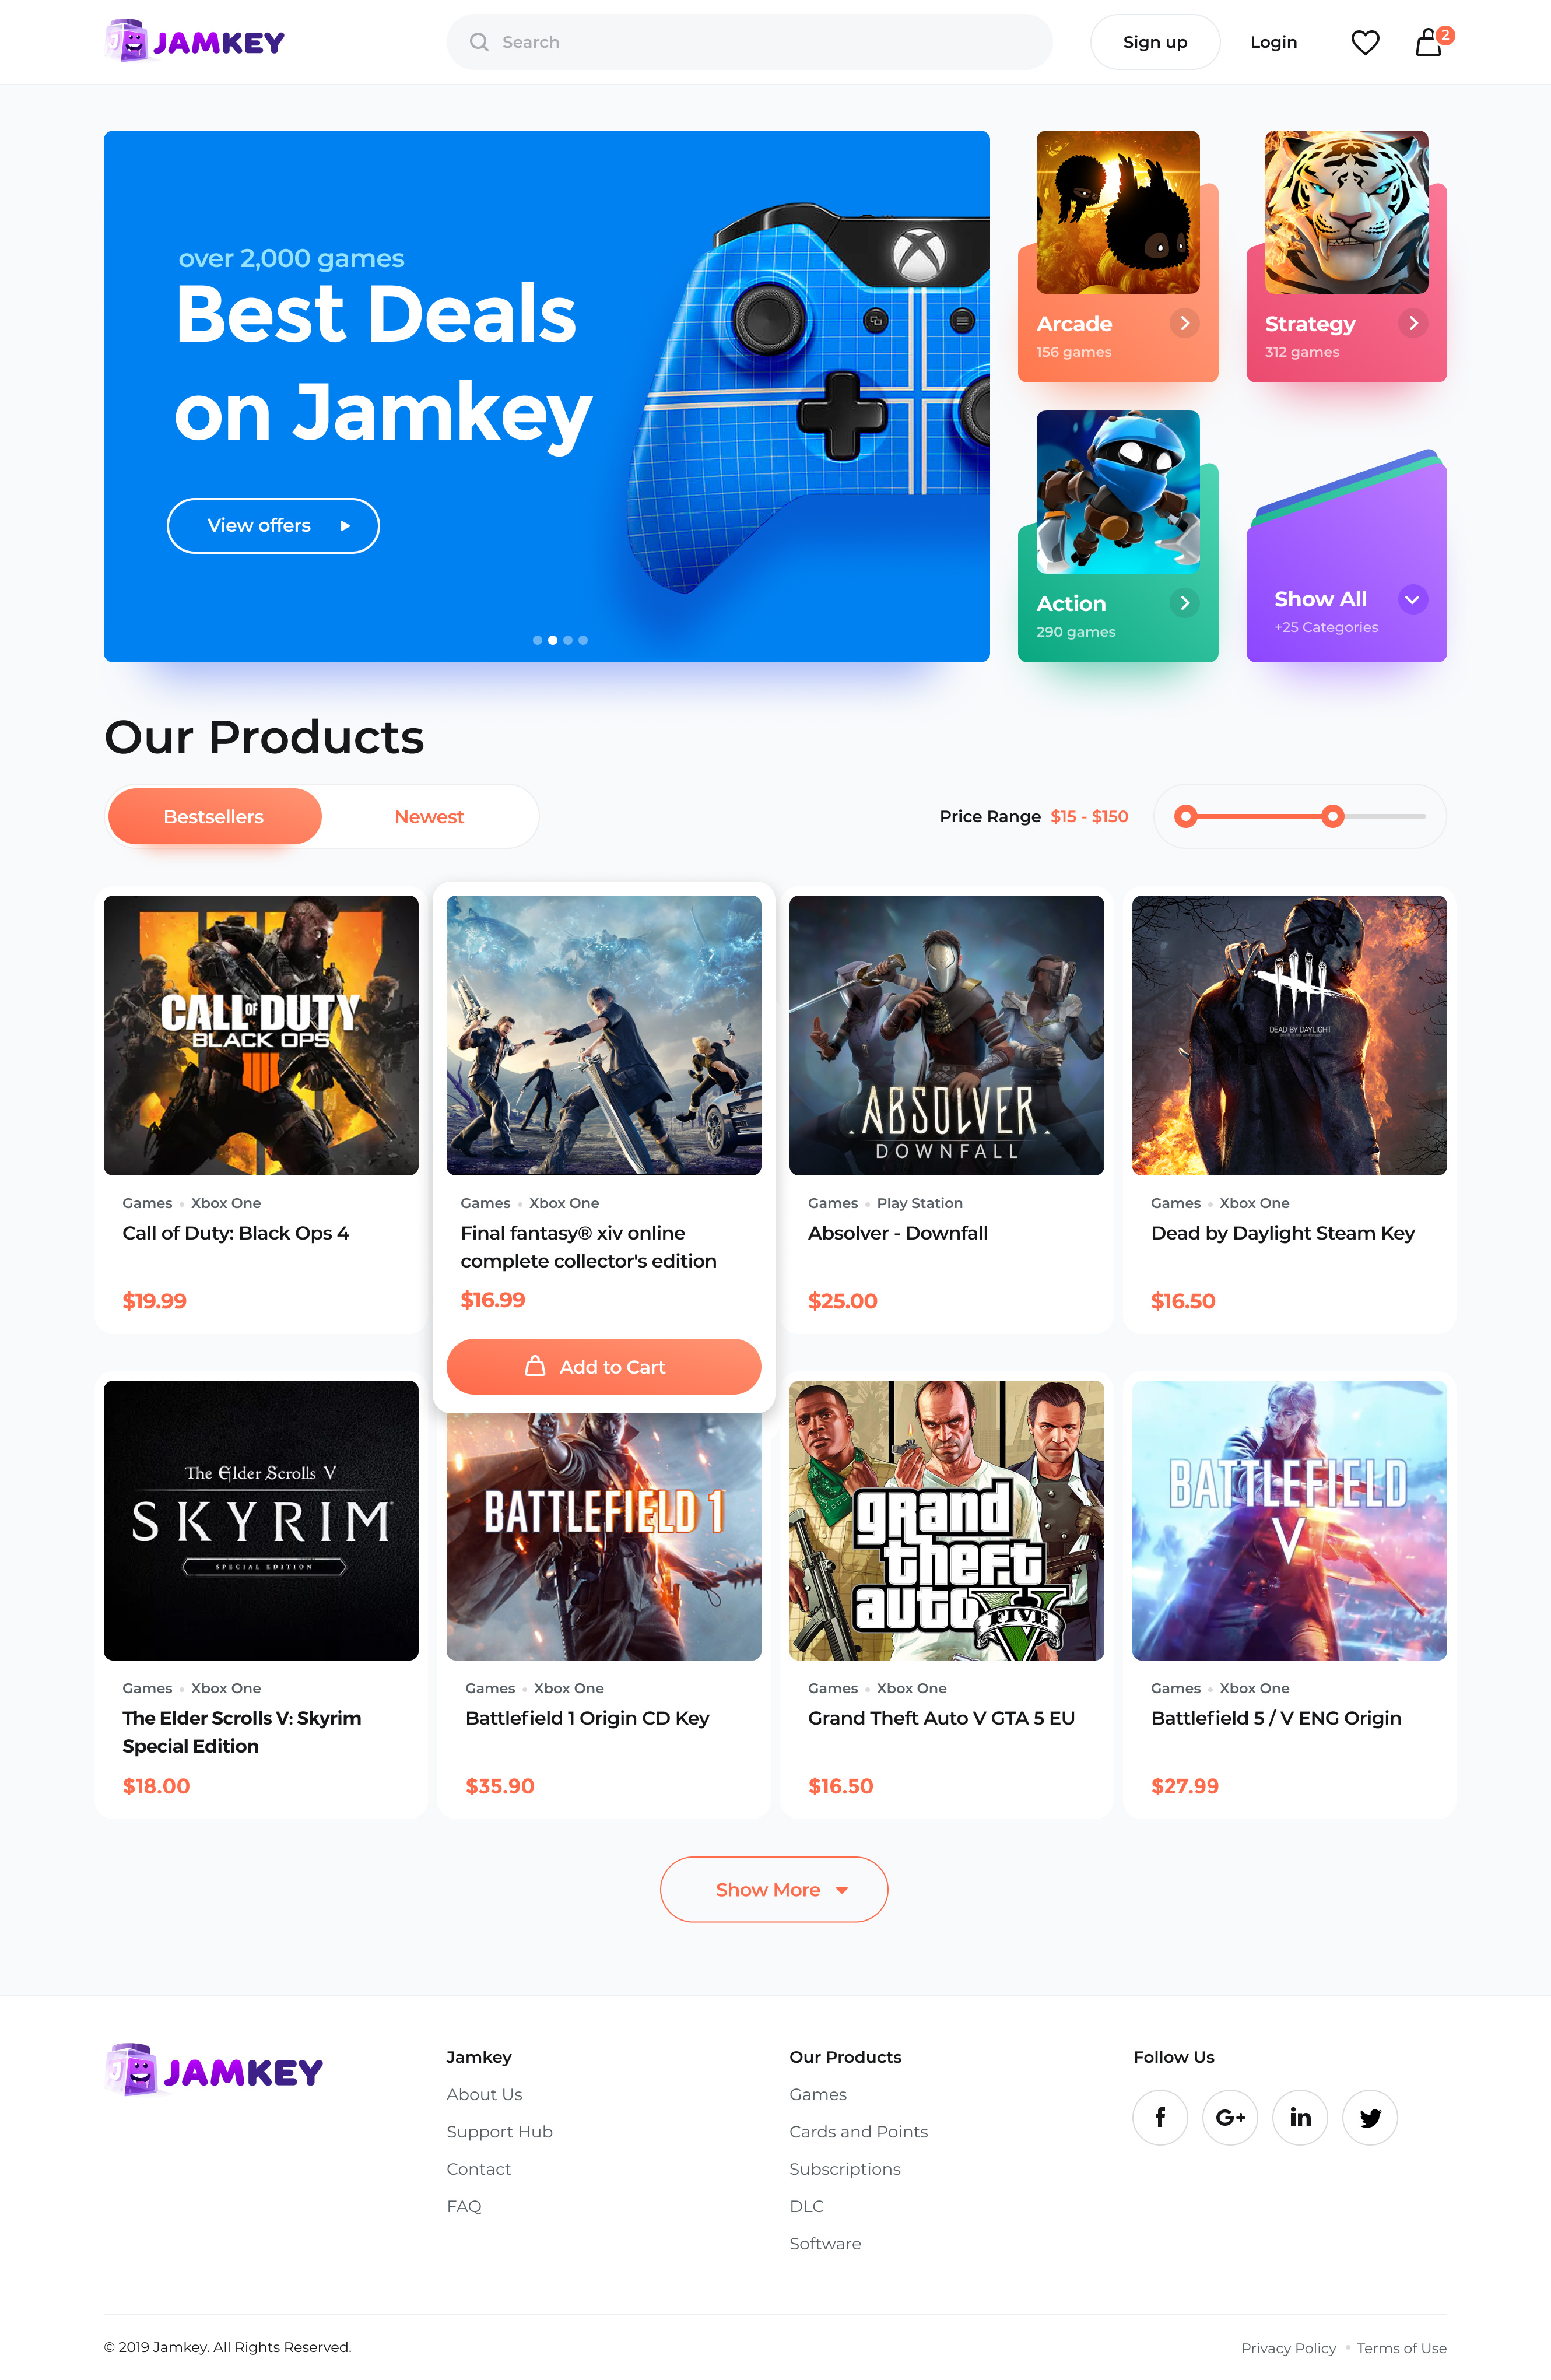 JAMKEY
Search
Sign up
Login
2
over 2,000 games
Best Deals
on Jamkey
View offers
Arcade
156 games
Strategy
312 games
Action
290 games
Show All
+25 Categories
Our Products
Bestsellers
Newest
Price Range $15 - $150
CALL OF DUTY
BLACK OPS
IIII
Games • Xbox One
Call of Duty: Black Ops 4
$19.99
Games • Xbox One
Final fantasy® xiv online
complete collector's edition
$16.99
Add to Cart
ABSOLVER
DOWNFALL
Games • Play Station
Absolver - Downfall
$25.00
DEAD BY DAYLIGHT
Games • Xbox One
Dead by Daylight Steam Key
$16.50
The Elder Scrolls V
SKYRIM
SPECIAL EDITION
Games • Xbox One
The Elder Scrolls V: Skyrim
Special Edition
$18.00
BATTLEFIELD 1
Games • Xbox One
Battlefield 1 Origin CD Key
$35.90
grand
theft
auto V
FIVE
Games • Xbox One
Grand Theft Auto V GTA 5 EU
$16.50
BATTLEFIELD
V
Games • Xbox One
Battlefield 5 / V ENG Origin
$27.99
Show More
JAMKEY
Jamkey
About Us
Support Hub
Contact
FAQ
Our Products
Games
Cards and Points
Subscriptions
DLC
Software
Follow Us
f G+ in
© 2019 Jamkey. All Rights Reserved.
Privacy Policy • Terms of Use